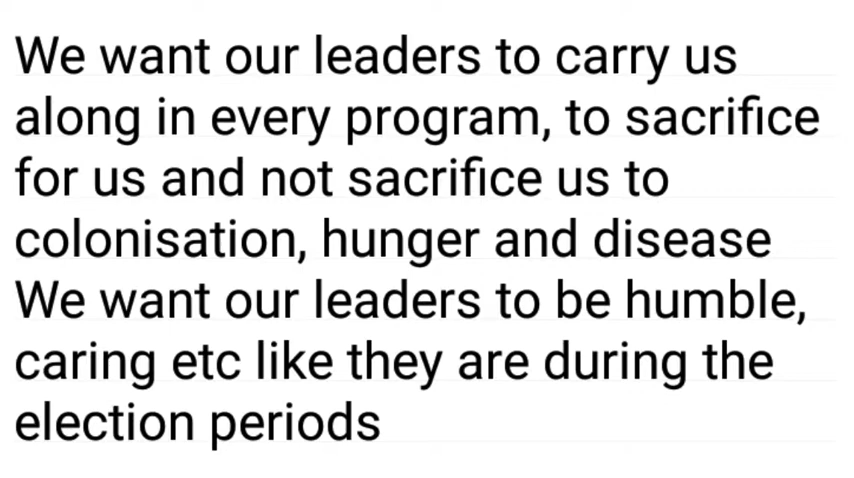 We want our leaders to carry us
along in every program, to sacrifice
for us and not sacrifice us to
colonisation, hunger and disease
We want our leaders to be humble,
caring etc like they are during the
election periods